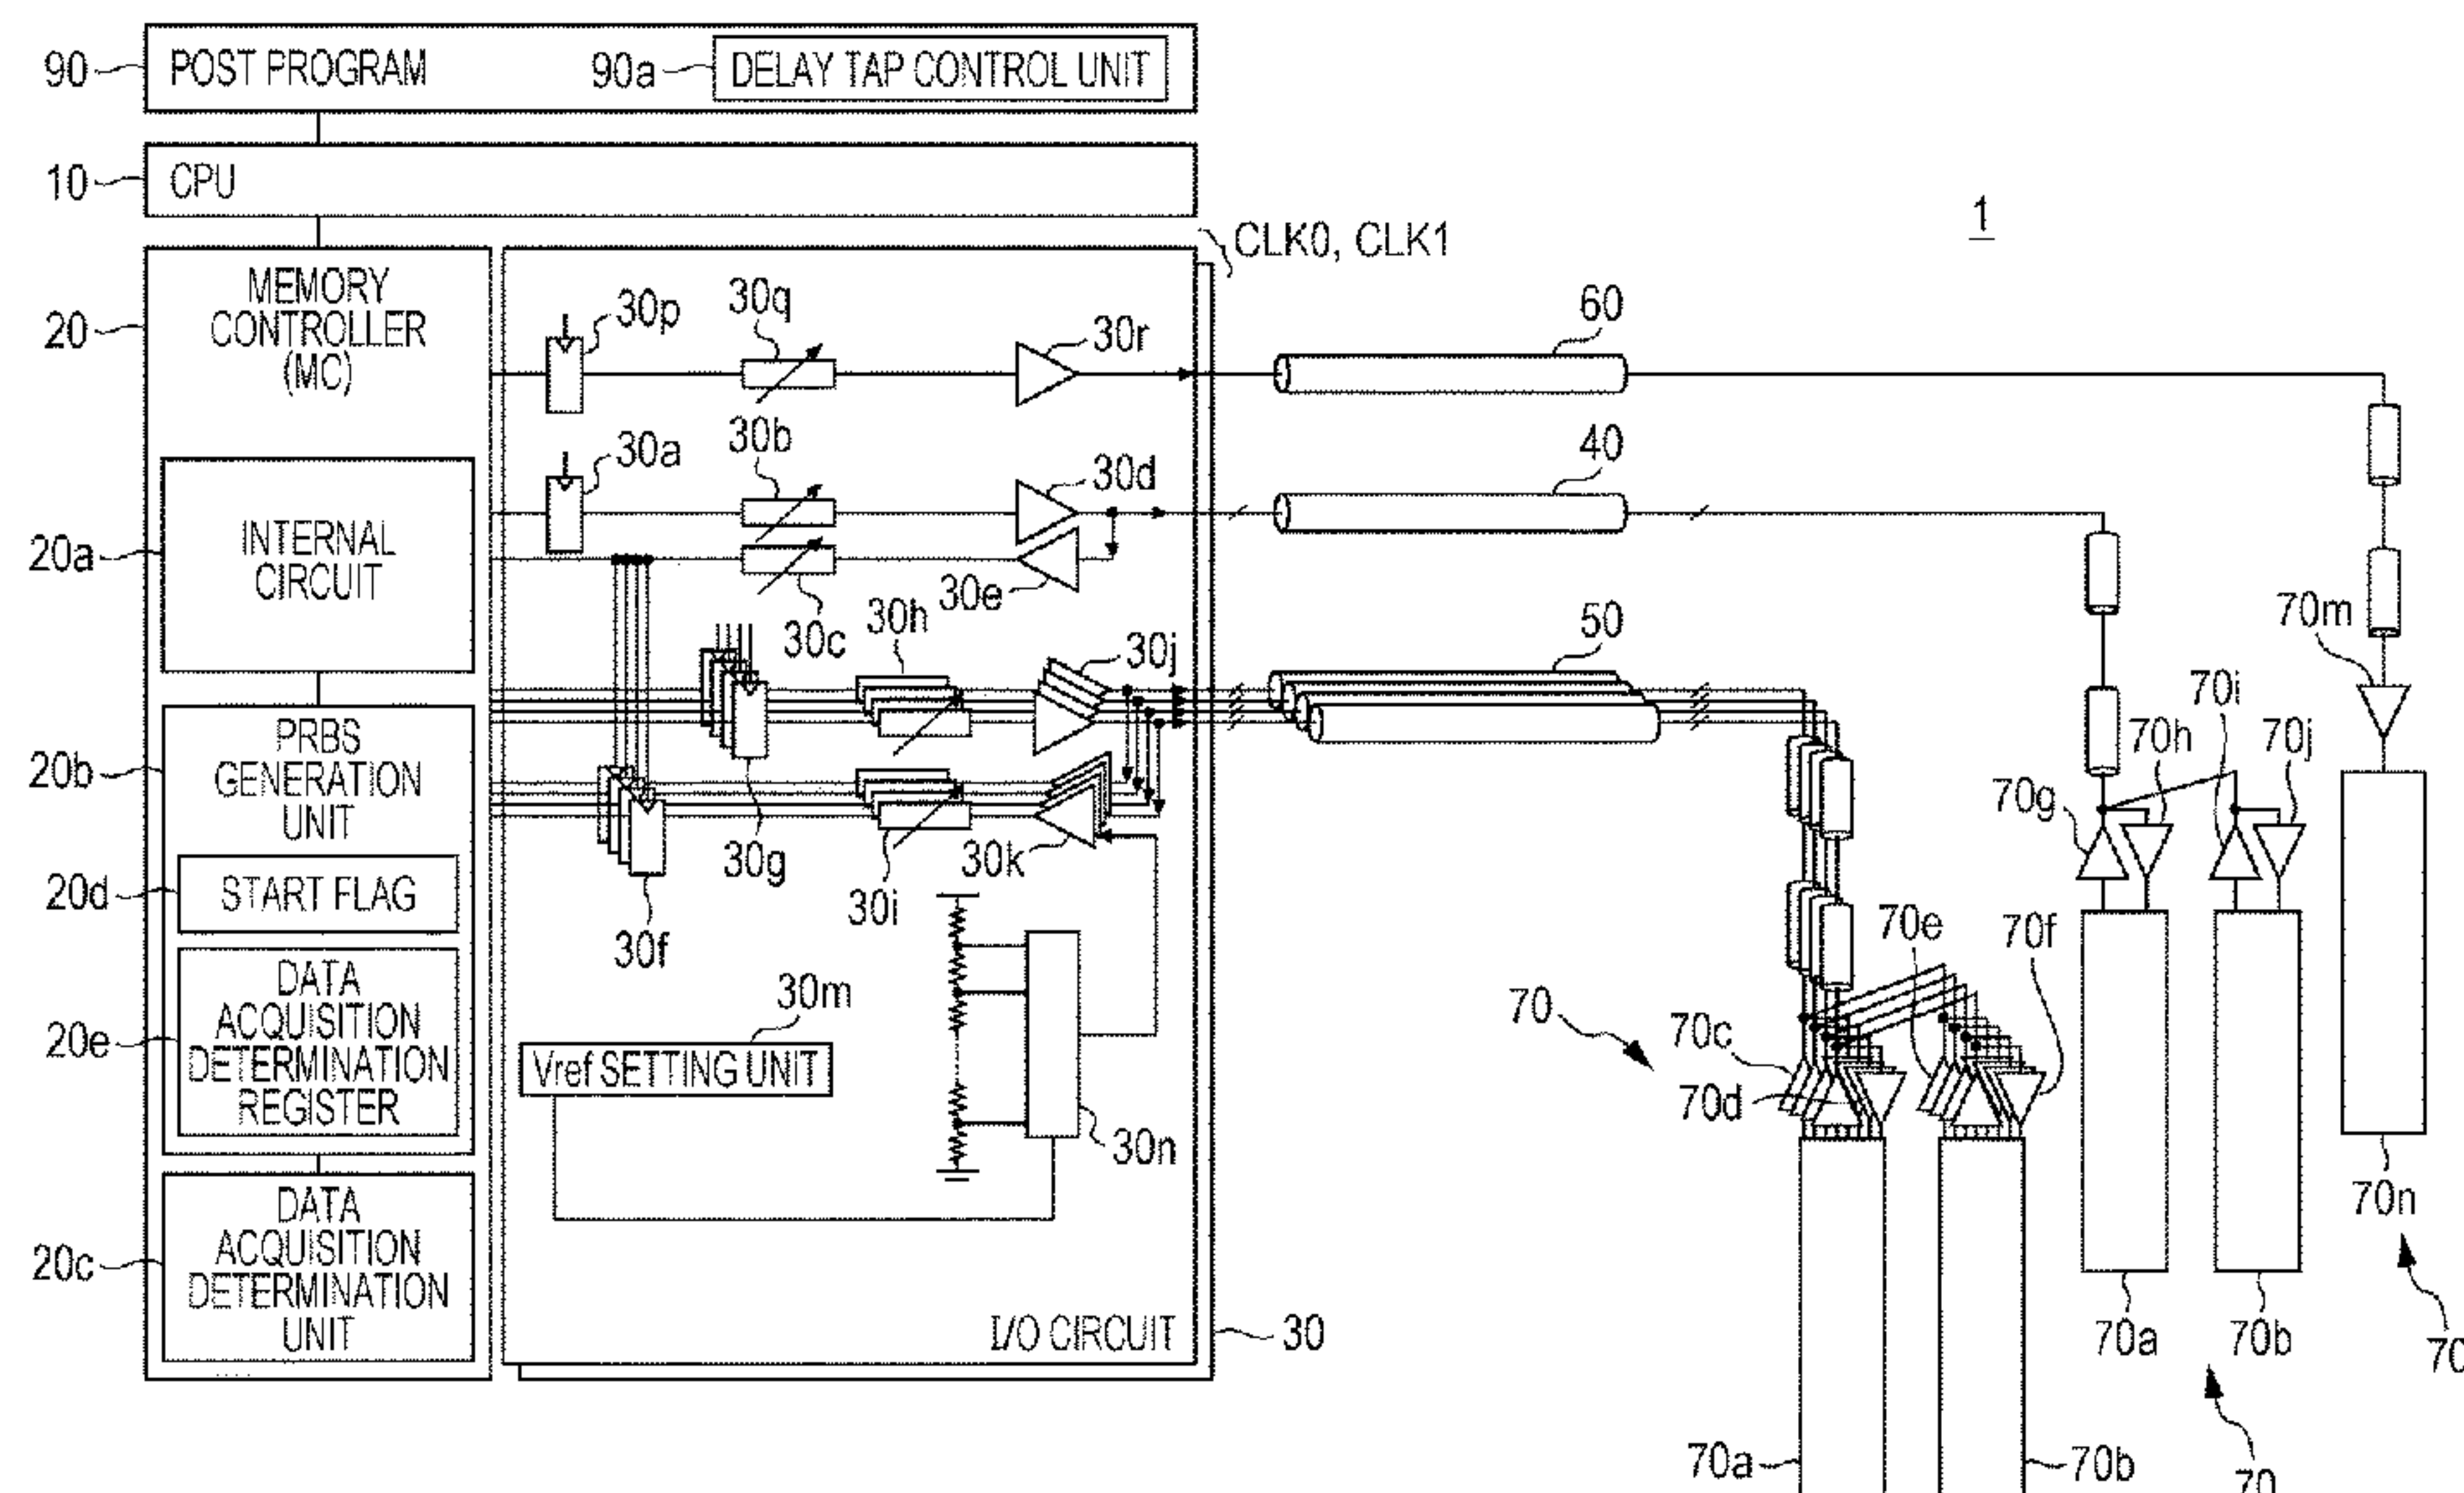 90
POST PROGRAM
90a
DELAY TAP CONTROL UNIT
10
CPU
CLK0, CLK1
1
20
MEMORY
CONTROLLER
(MC)
30p
30q
30r
60
30a
30b
30d
40
20a
INTERNAL
CIRCUIT
30e
30c
30h
30j
50
70m
20b
PRBS
GENERATION
UNIT
70i
70h
70j
70g
20d
START FLAG
30g
30k
30i
30f
70e
70f
20e
DATA
ACQUISITION
DETERMINATION
REGISTER
30m
Vref SETTING UNIT
70
70c
70d
30n
70n
20c
DATA
ACQUISITION
DETERMINATION
UNIT
I/O CIRCUIT
30
70a
70b
70
70a
70b
70